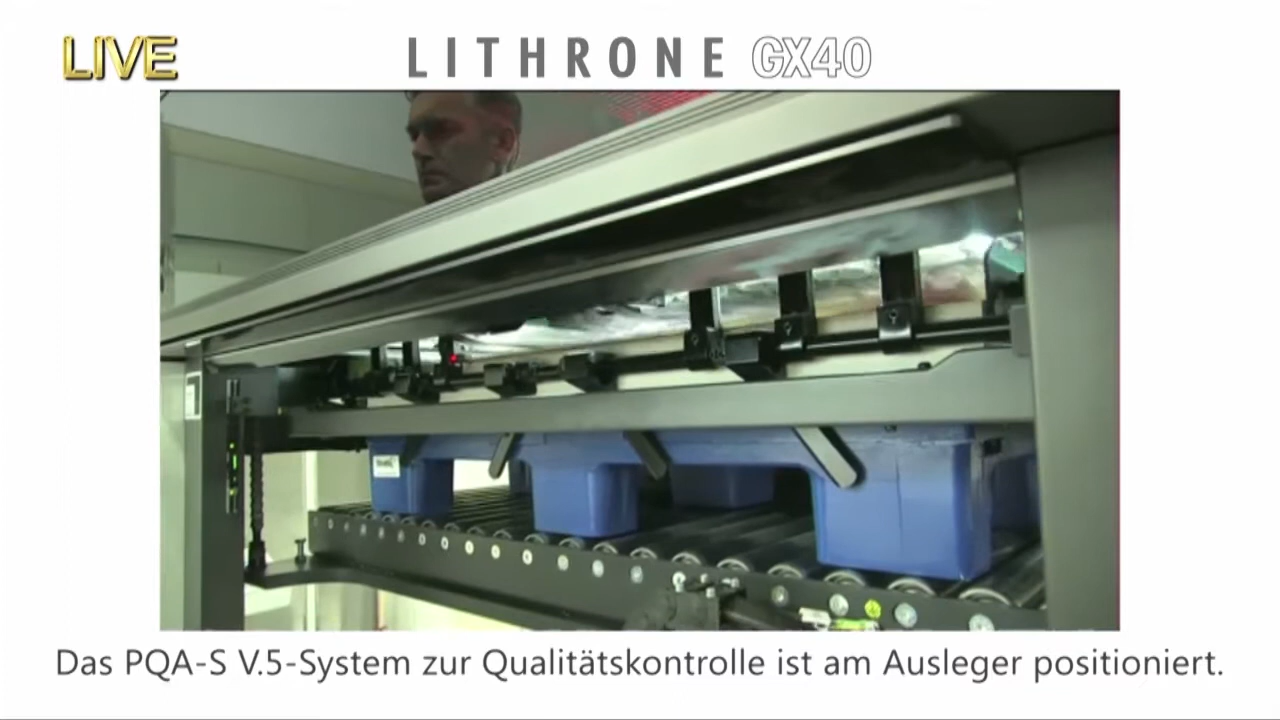 LIVE
LITHRONE GX40
Das PQA-S V.5-System zur Qualitätskontrolle ist am Ausleger positioniert.